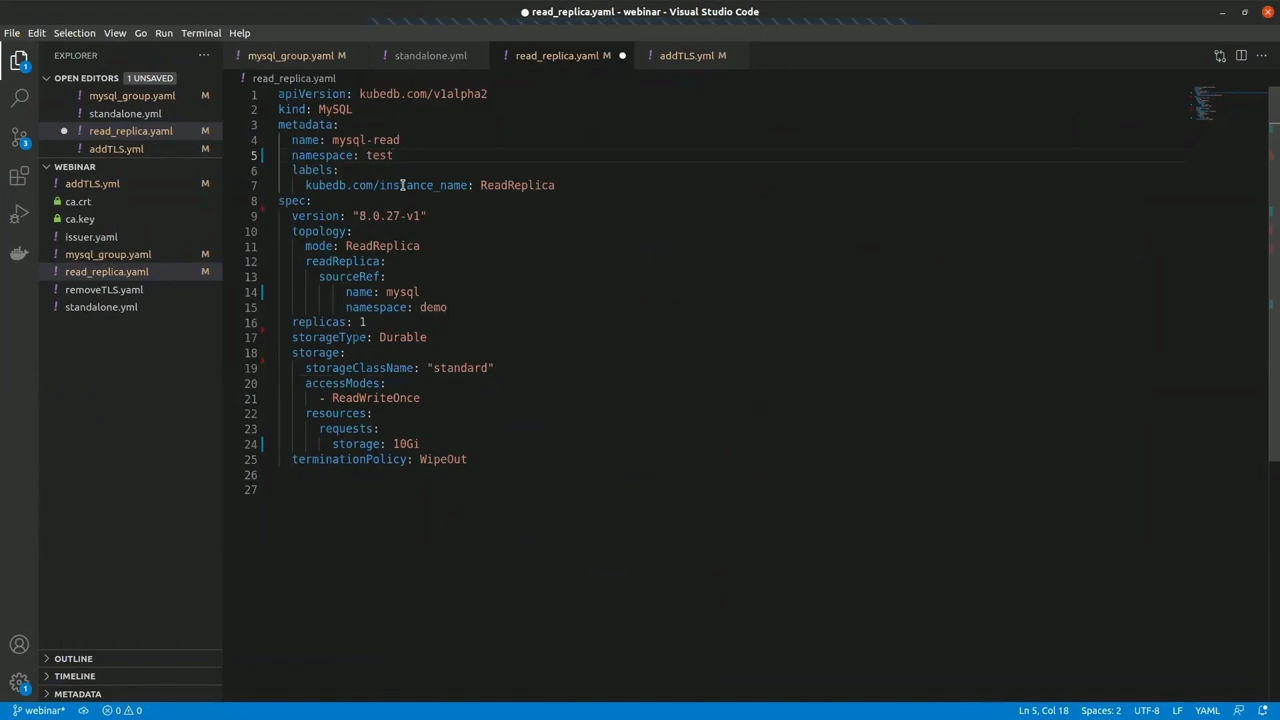 ● read_replica.yaml - webinar - Visual Studio Code
File Edit Selection View Go Run Terminal Help
EXPLORER ···
! mysql_group.yaml M
! standalone.yml
! read_replica.yaml M ●
! addTLS.yml M
OPEN EDITORS 1 UNSAVED
! mysql_group.yaml M
! standalone.yml
● ! read_replica.yaml M
! addTLS.yml M
WEBINAR
! addTLS.yml M
ca.crt
ca.key
! issuer.yaml
! mysql_group.yaml M
! read_replica.yaml M
! removeTLS.yaml
! standalone.yml
OUTLINE
TIMELINE
METADATA
1
3
1
! read_replica.yaml
1 apiVersion: kubedb.com/v1alpha2
2 kind: MySQL
3 metadata:
4 name: mysql-read
5 namespace: test
6 labels:
7 kubedb.com/instance_name: ReadReplica
8 spec:
9 version: "8.0.27-v1"
10 topology:
11 mode: ReadReplica
12 readReplica:
13 sourceRef:
14 name: mysql
15 namespace: demo
16 replicas: 1
17 storageType: Durable
18 storage:
19 storageClassName: "standard"
20 accessModes:
21 - ReadWriteOnce
22 resources:
23 requests:
24 storage: 10Gi
25 terminationPolicy: WipeOut
26
27
webinar* 0 0 Ln 5, Col 18 Spaces: 2 UTF-8 LF YAML